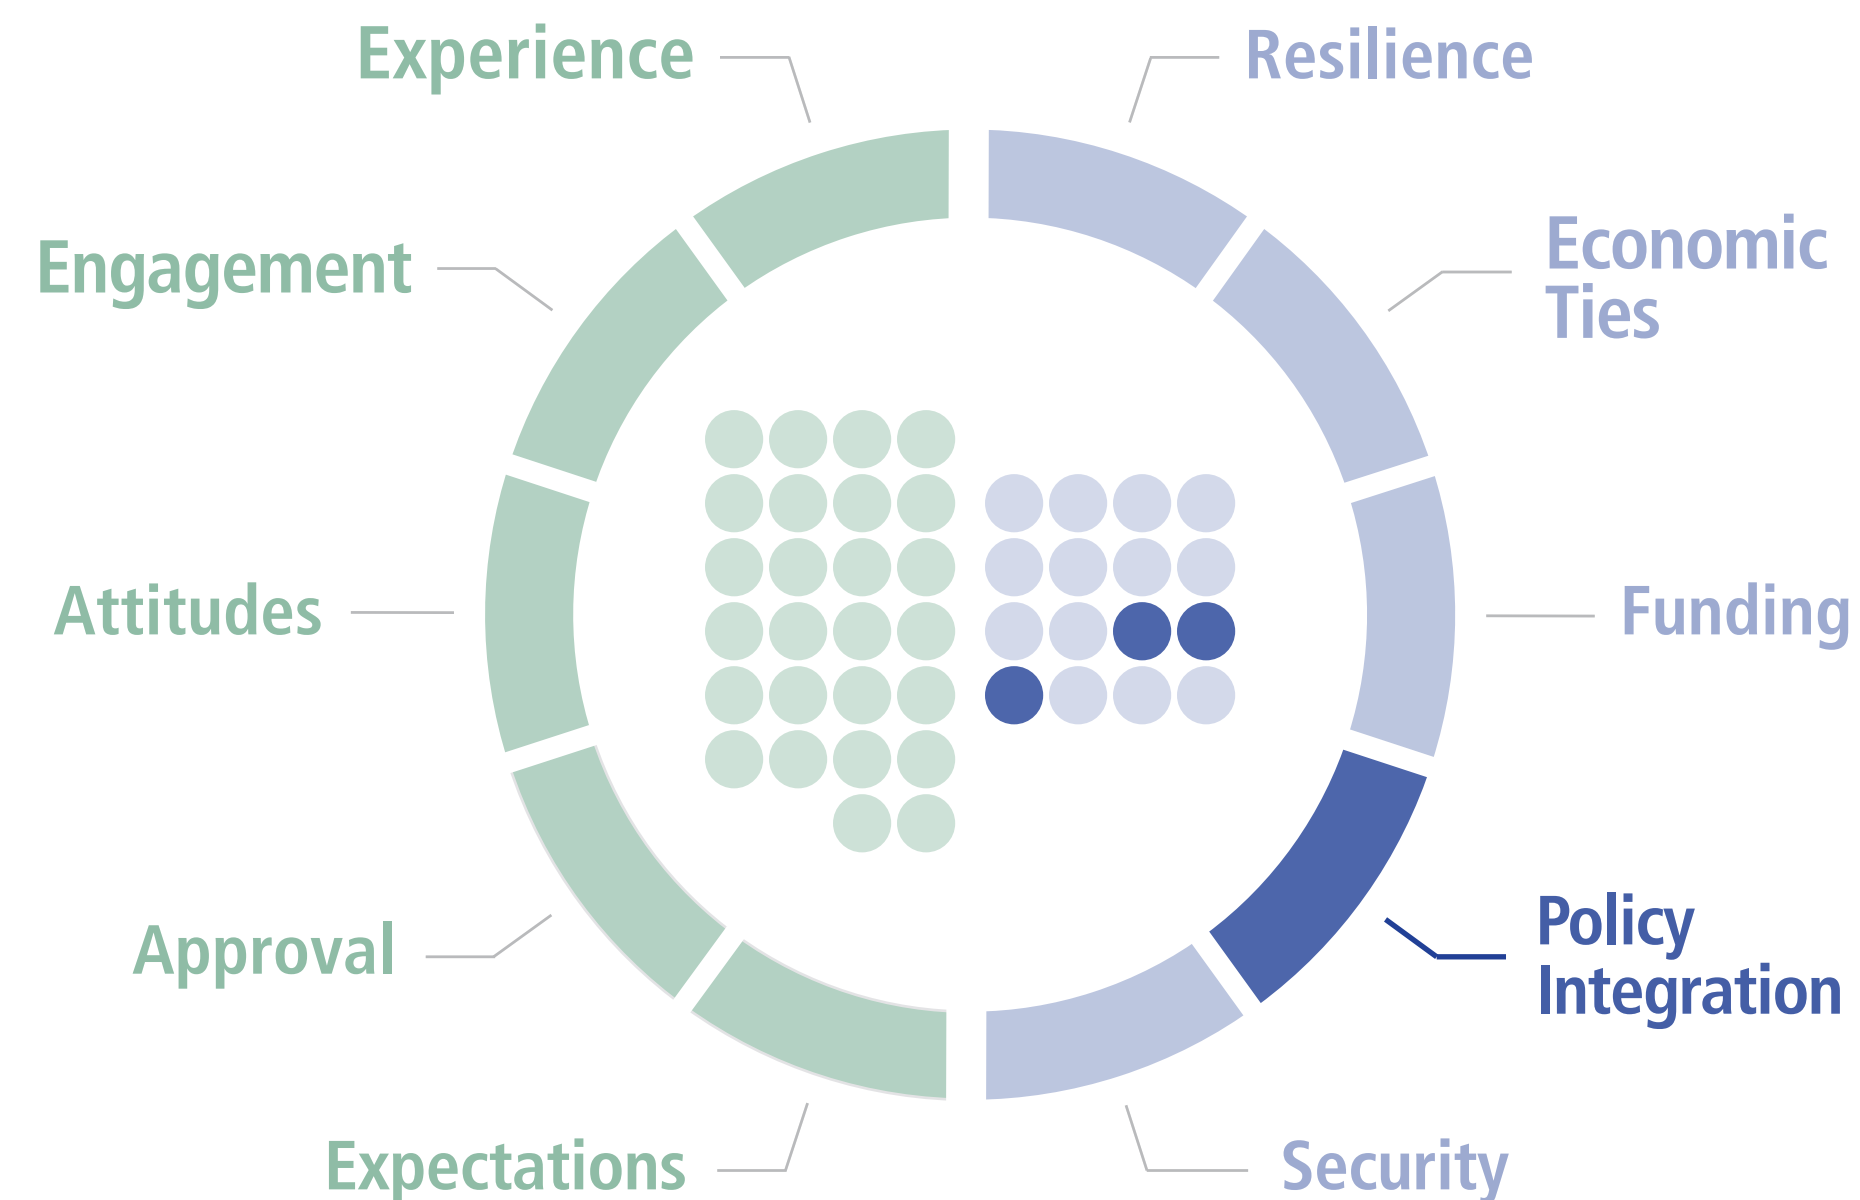 Experience
Resilience
Engagement
Economic
Ties
Attitudes
Funding
Approval
Policy
Integration
Expectations
Security